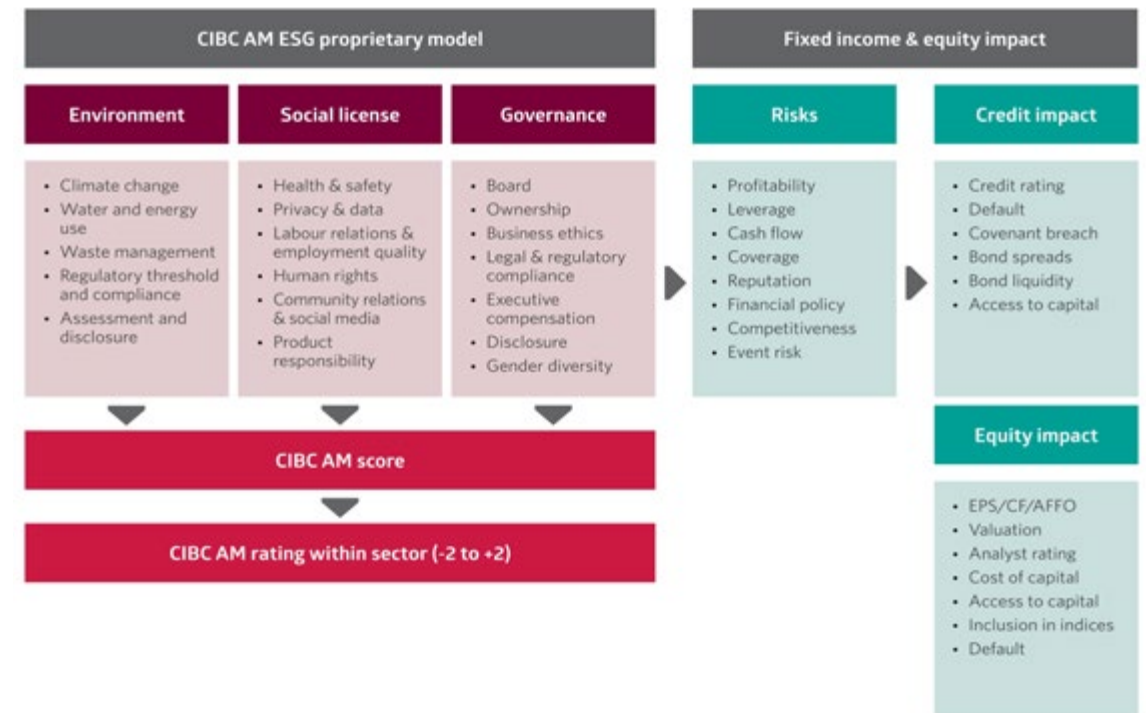 CIBC AM ESG proprietary model
Environment
• Climate change
• Water and energy
use
• Waste management
• Regulatory threshold
and compliance
• Assessment and
disclosure
Social license
• Health & safety
• Privacy & data
• Labour relations &
employment quality
• Human rights
• Community relations
& social media
• Product
responsibility
Governance
• Board
• Ownership
• Business ethics
• Legal & regulatory
compliance
• Executive
compensation
• Disclosure
• Gender diversity
CIBC AM score
CIBC AM rating within sector (-2 to +2)
Fixed income & equity impact
Risks
• Profitability
• Leverage
• Cash flow
• Coverage
• Reputation
• Financial policy
• Competitiveness
• Event risk
Credit impact
• Credit rating
• Default
• Covenant breach
• Bond spreads
• Bond liquidity
• Access to capital
Equity impact
• EPS/CF/AFFO
• Valuation
• Analyst rating
• Cost of capital
• Access to capital
• Inclusion in indices
• Default